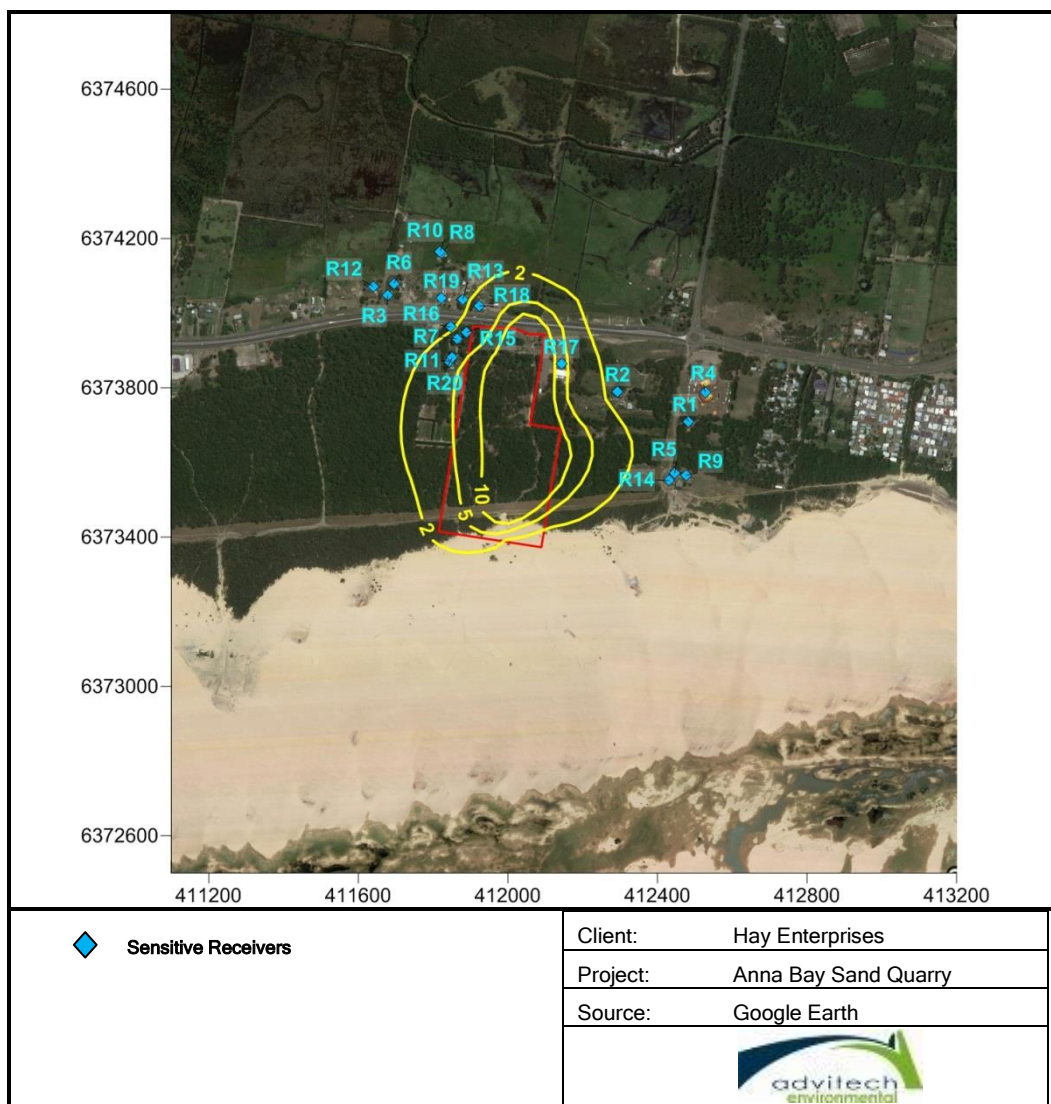 6374600
6374200
6373800
6373400
6373000
6372600
R10 R8
R12 R6
R19 R13
2
R18
R3
R16
R7
R15
R11
R17
R20
R2
R4
R1
R5
R9
R14
10
5
2
411200 411600 412000 412400 412800 413200
Sensitive Receivers
Client: Hay Enterprises
Project: Anna Bay Sand Quarry
Source: Google Earth
advitech
environmental